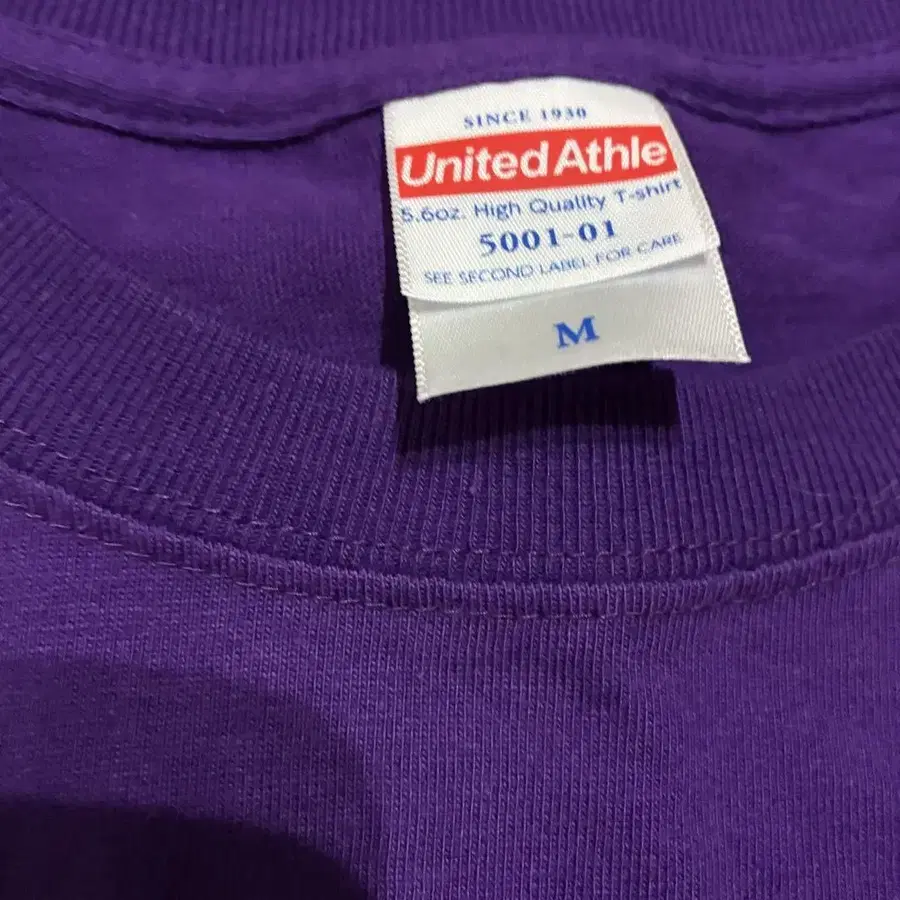 SINCE 1930
United Athle
5.6oz. High Quality T-shirt
5001-01
SEE SECOND LABEL FOR CARE
M